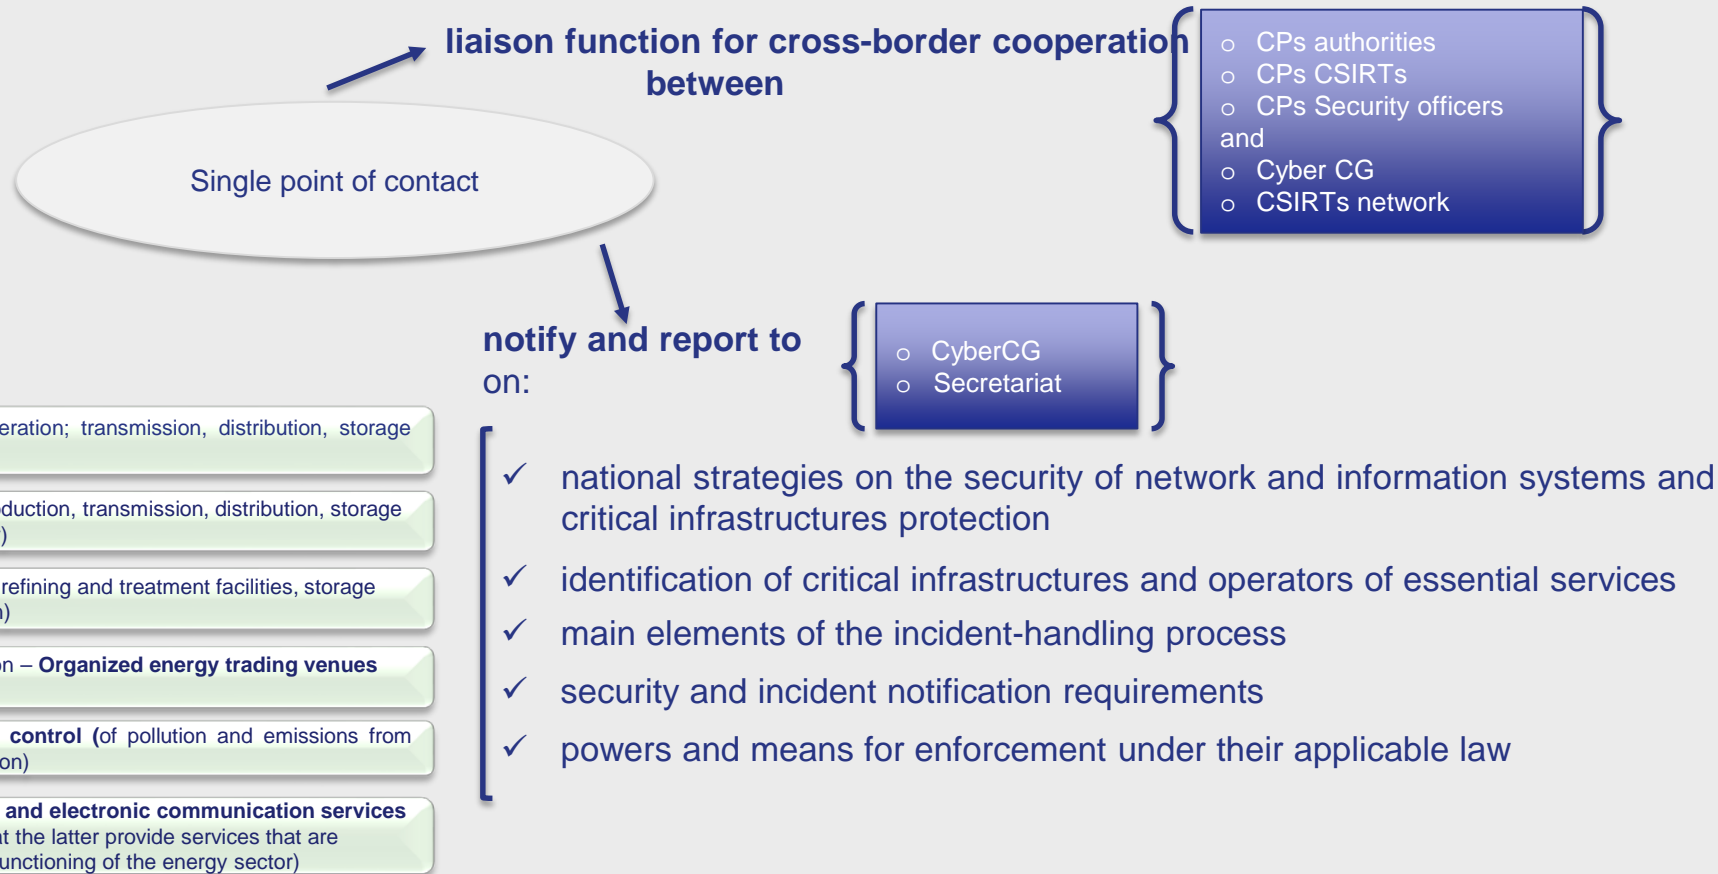 liaison function for cross-border cooperation
between
o CPs authorities
o CPs CSIRTs
o CPs Security officers
and
o Cyber CG
o CSIRTs network
Single point of contact
notify and report to
on:
o CyberCG
o Secretariat
✓ national strategies on the security of network and information systems and
critical infrastructures protection
✓ identification of critical infrastructures and operators of essential services
✓ main elements of the incident-handling process
✓ security and incident notification requirements
✓ powers and means for enforcement under their applicable law
eration; transmission, distribution, storage
oduction, transmission, distribution, storage
)
refining and treatment facilities, storage
n)
on – Organized energy trading venues
control (of pollution and emissions from
on)
and electronic communication services
at the latter provide services that are
unctioning of the energy sector)